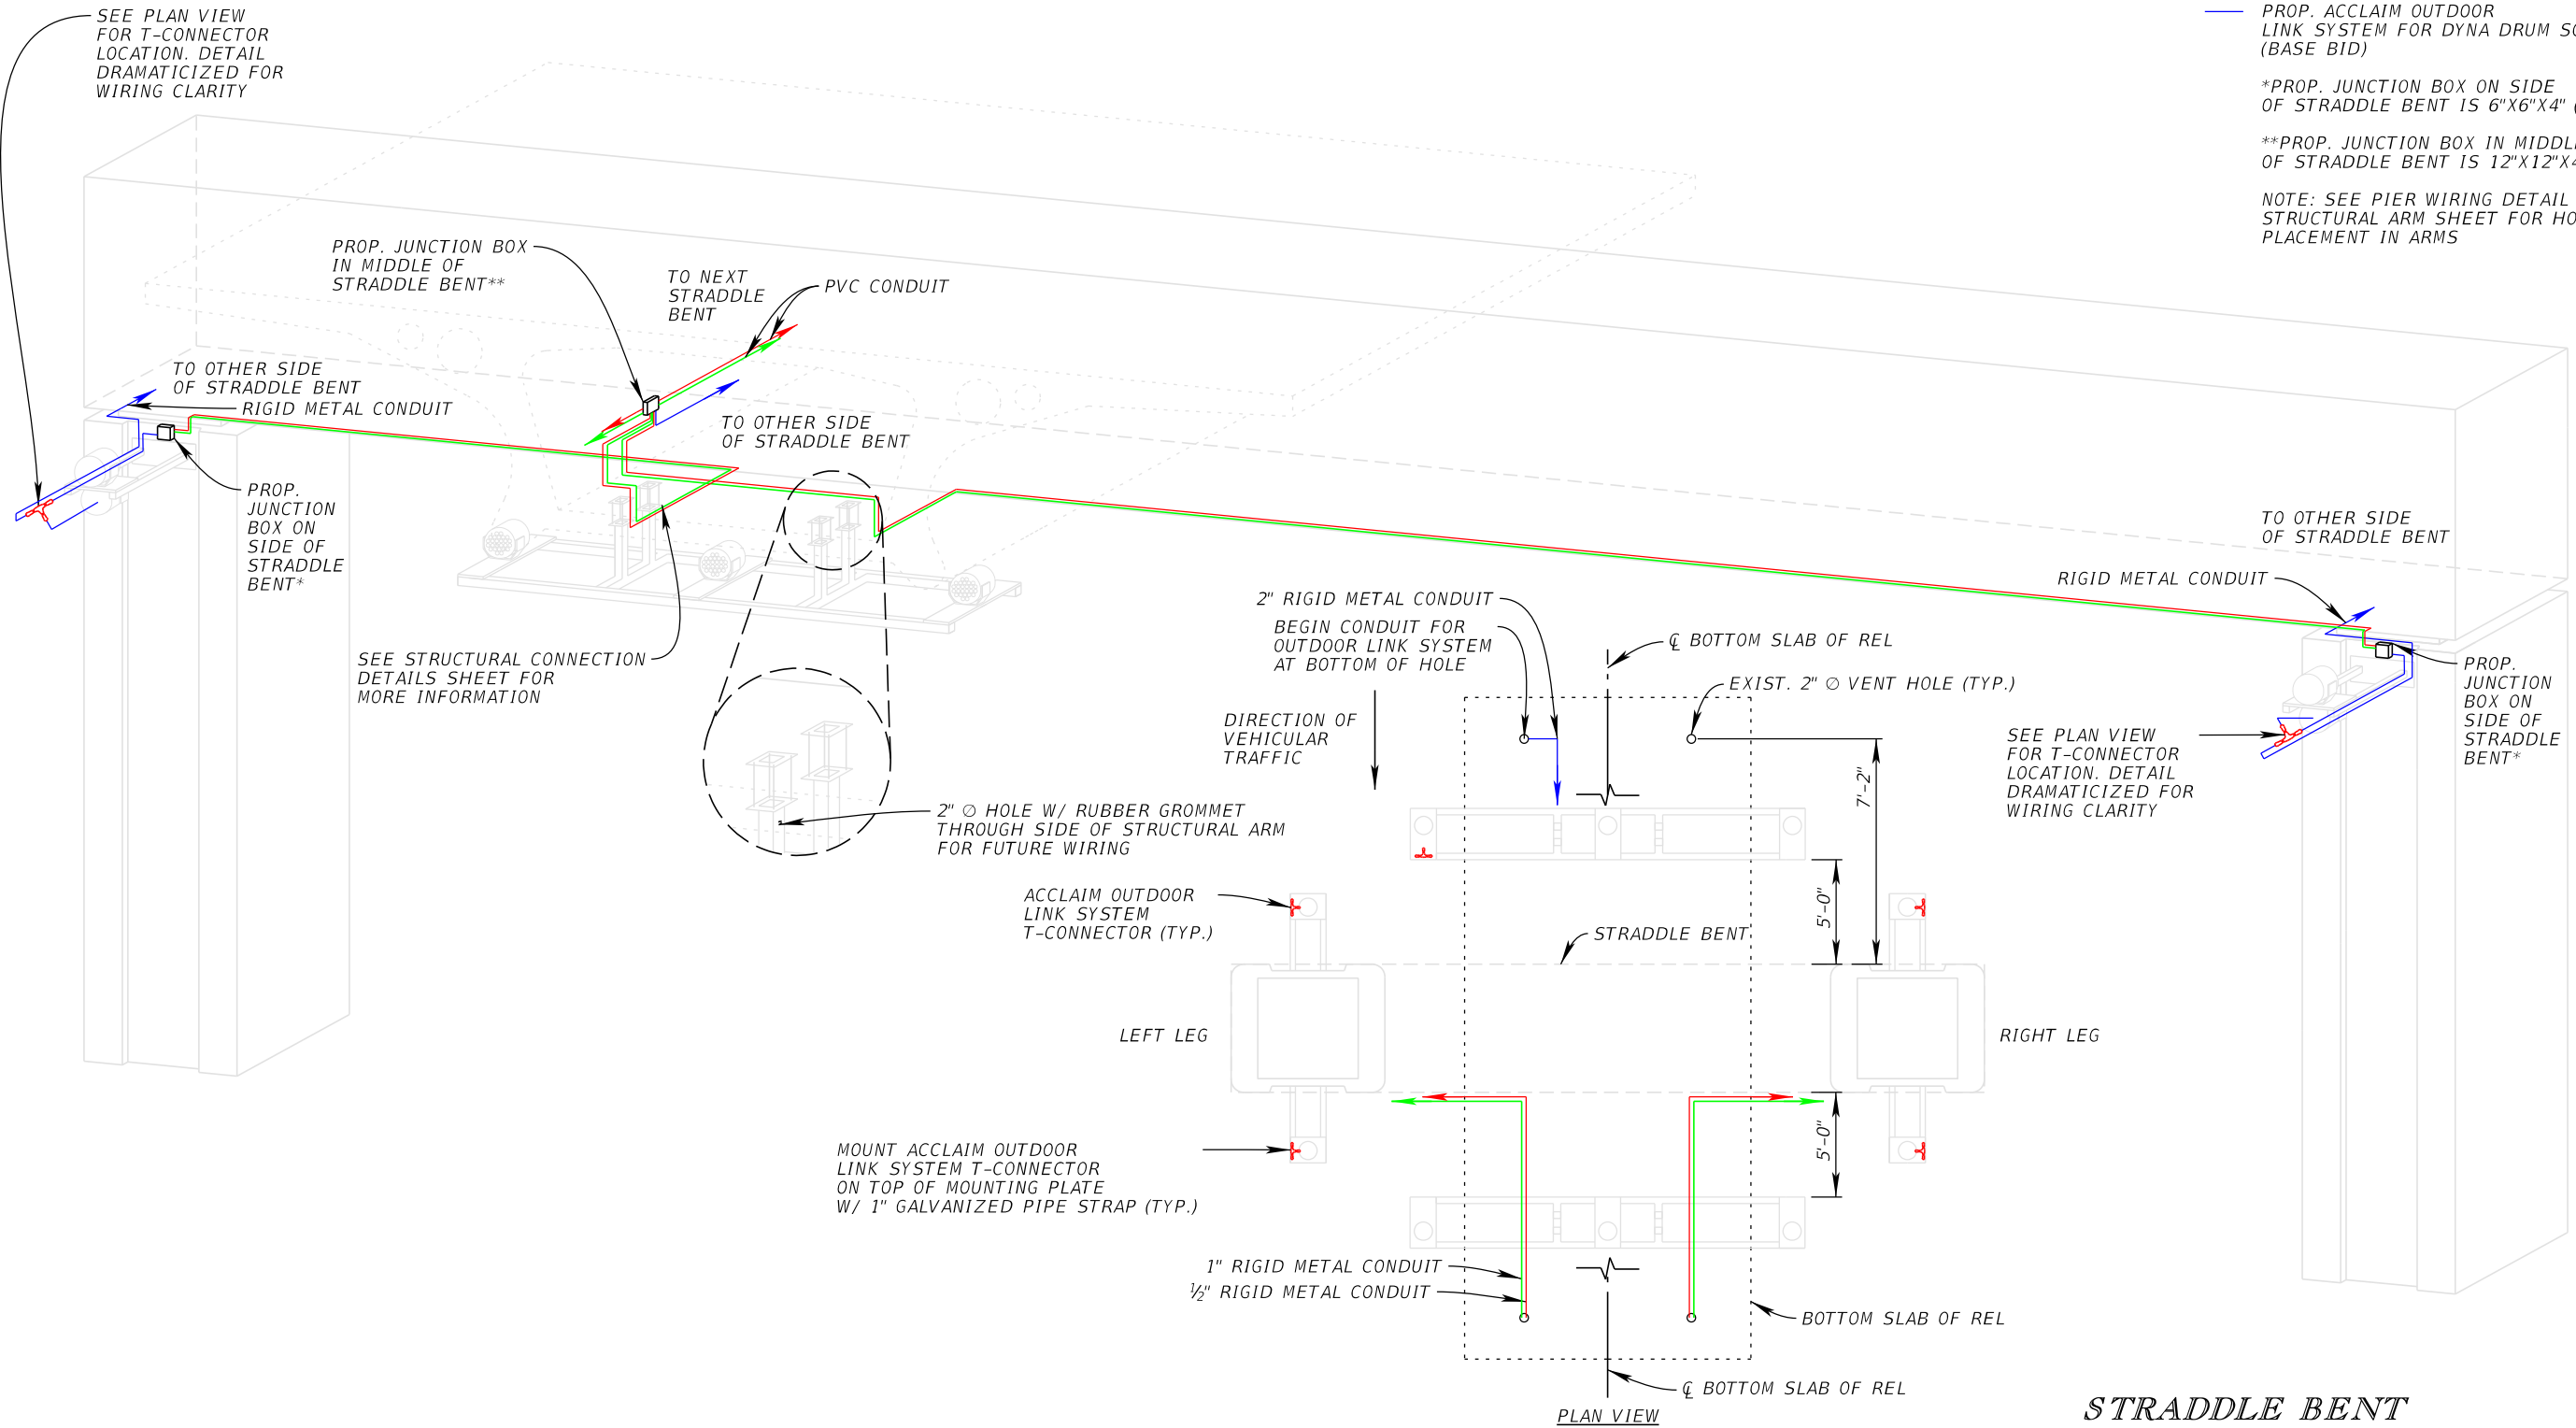 SEE PLAN VIEW
FOR T-CONNECTOR
LOCATION. DETAIL
DRAMATICIZED FOR
WIRING CLARITY
PROP. ACCLAIM OUTDOOR
LINK SYSTEM FOR DYNA DRUM
(BASE BID)
*PROP. JUNCTION BOX ON SIDE
OF STRADDLE BENT IS 6"X6"X4"
**PROP. JUNCTION BOX IN MIDDLE
OF STRADDLE BENT IS 12"X12"X4
NOTE: SEE PIER WIRING DETAIL
STRUCTURAL ARM SHEET FOR
PLACEMENT IN ARMS
PROP. JUNCTION BOX
IN MIDDLE OF
STRADDLE BENT**
TO NEXT
STRADDLE
BENT
PVC CONDUIT
TO OTHER SIDE
OF STRADDLE BENT
RIGID METAL CONDUIT
TO OTHER SIDE
OF STRADDLE BENT
PROP.
JUNCTION
BOX ON
SIDE OF
STRADDLE
BENT*
SEE STRUCTURAL CONNECTION
DETAILS SHEET FOR
MORE INFORMATION
2" Ø HOLE W/ RUBBER GROMMET
THROUGH SIDE OF STRUCTURAL ARM
FOR FUTURE WIRING
TO OTHER SIDE
OF STRADDLE BENT
RIGID METAL CONDUIT
PROP.
JUNCTION
BOX ON
SIDE OF
STRADDLE
BENT*
SEE PLAN VIEW
FOR T-CONNECTOR
LOCATION. DETAIL
DRAMATICIZED FOR
WIRING CLARITY
2" RIGID METAL CONDUIT
BEGIN CONDUIT FOR
OUTDOOR LINK SYSTEM
AT BOTTOM OF HOLE
℄ BOTTOM SLAB OF REL
EXIST. 2" Ø VENT HOLE (TYP.)
DIRECTION OF
VEHICULAR
TRAFFIC
7'-2"
5'-0"
ACCLAIM OUTDOOR
LINK SYSTEM
T-CONNECTOR (TYP.)
STRADDLE BENT
LEFT LEG
RIGHT LEG
5'-0"
MOUNT ACCLAIM OUTDOOR
LINK SYSTEM T-CONNECTOR
ON TOP OF MOUNTING PLATE
W/ 1" GALVANIZED PIPE STRAP (TYP.)
1" RIGID METAL CONDUIT
½" RIGID METAL CONDUIT
BOTTOM SLAB OF REL
℄ BOTTOM SLAB OF REL
PLAN VIEW
STRADDLE BENT